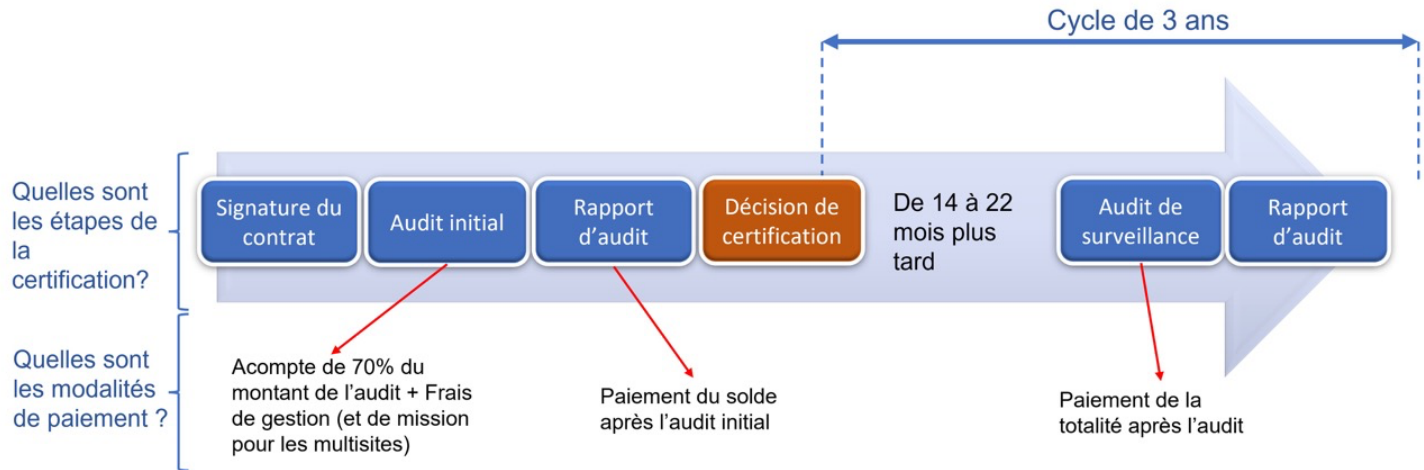 Cycle de 3 ans
Quelles sont
les étapes de
la
certification?
Signature du
contrat
Audit initial
Rapport
d’audit
Décision de
certification
De 14 à 22
mois plus
tard
Audit de
surveillance
Rapport
d’audit
Quelles sont
les modalités
de paiement ?
Acompte de 70% du
montant de l’audit + Frais
de gestion (et de mission
pour les multisites)
Paiement du solde
après l’audit initial
Paiement de la
totalité après l’audit